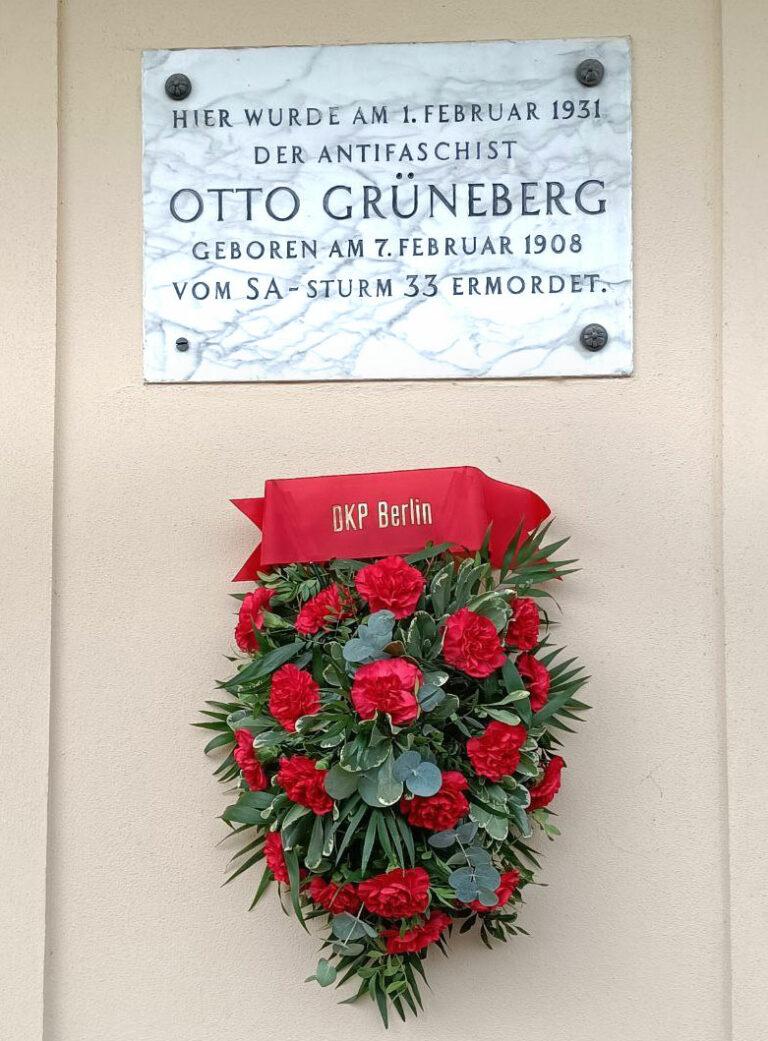 HIER WURDE AM 1. FEBRUAR 1931
DER ANTIFASCHIST
OTTO GRÜNEBERG
GEBOREN AM 7. FEBRUAR 1908
VOM SA-STURM 33 ERMORDET.
DKP Berlin